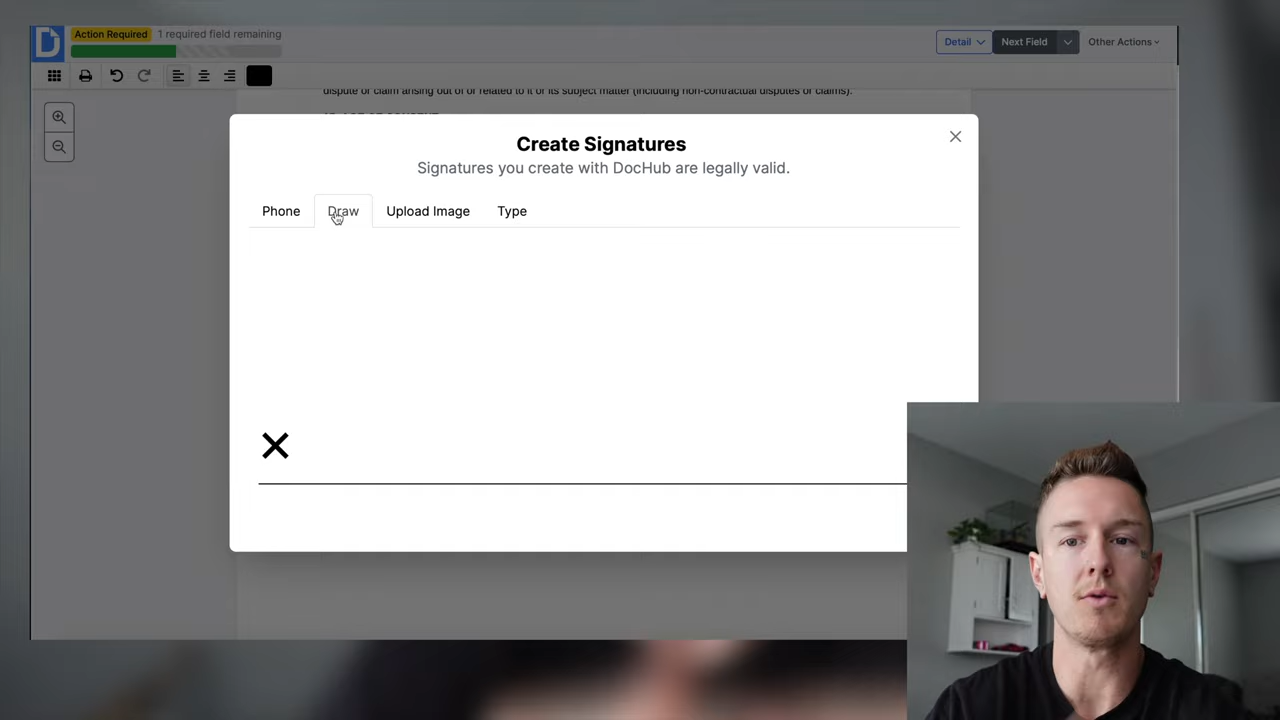 Action Required 1 required field remaining
Detail Next Field Other Actions
dispute or claim arising out of or related to it or its subject matter (including non-contractual disputes or claims).
Create Signatures
Signatures you create with DocHub are legally valid.
Phone Draw Upload Image Type